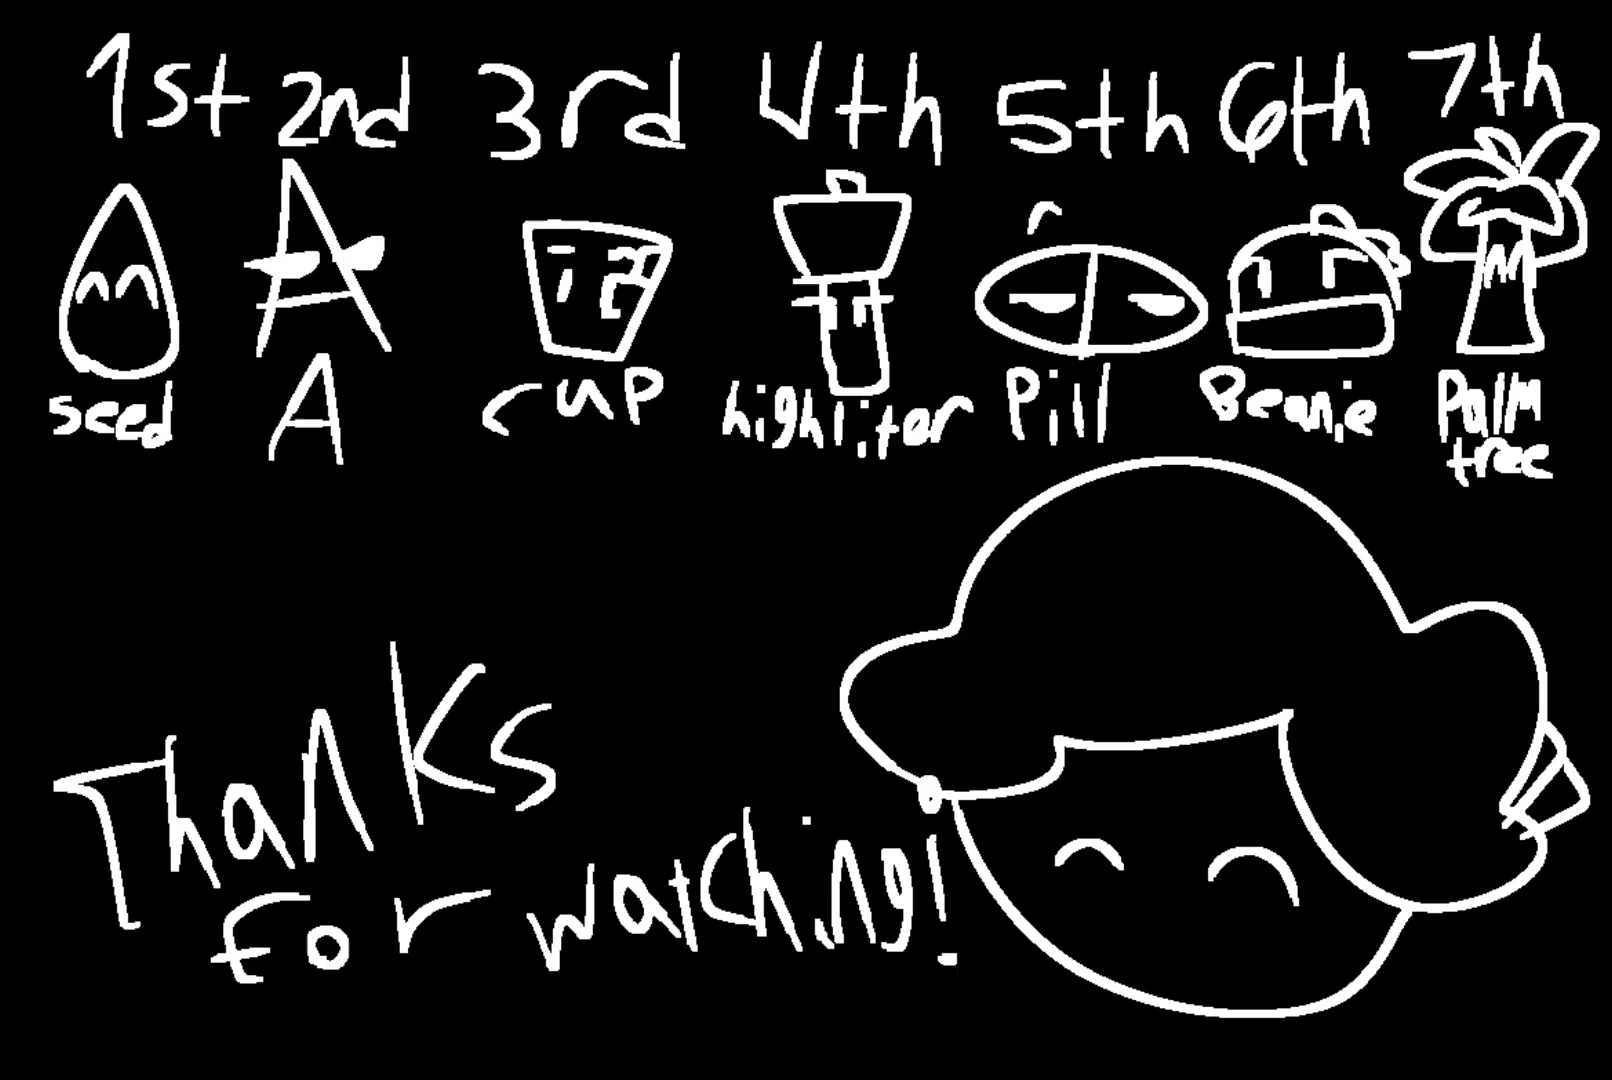 1st 2nd 3rd 4th 5th 6th 7th
seed A cup highliter Pill Beanie Palm
tree
Thanks
for watching!